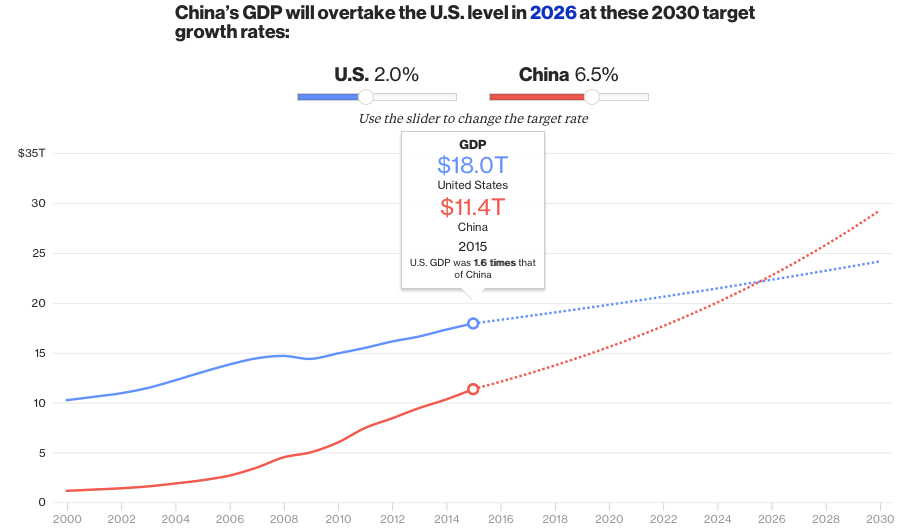 China's GDP will overtake the U.S. level in 2026 at these 2030 target
growth rates:
U.S. 2.0% China 6.5%
Use the slider to change the target rate
GDP
$18.0T
United States
$11.4T
China
2015
U.S. GDP was 1.6 times that
of China
$35T
30
25
20
15
10
5
0
2000 2002 2004 2006 2008 2010 2012 2014 2016 2018 2020 2022 2024 2026 2028 2030